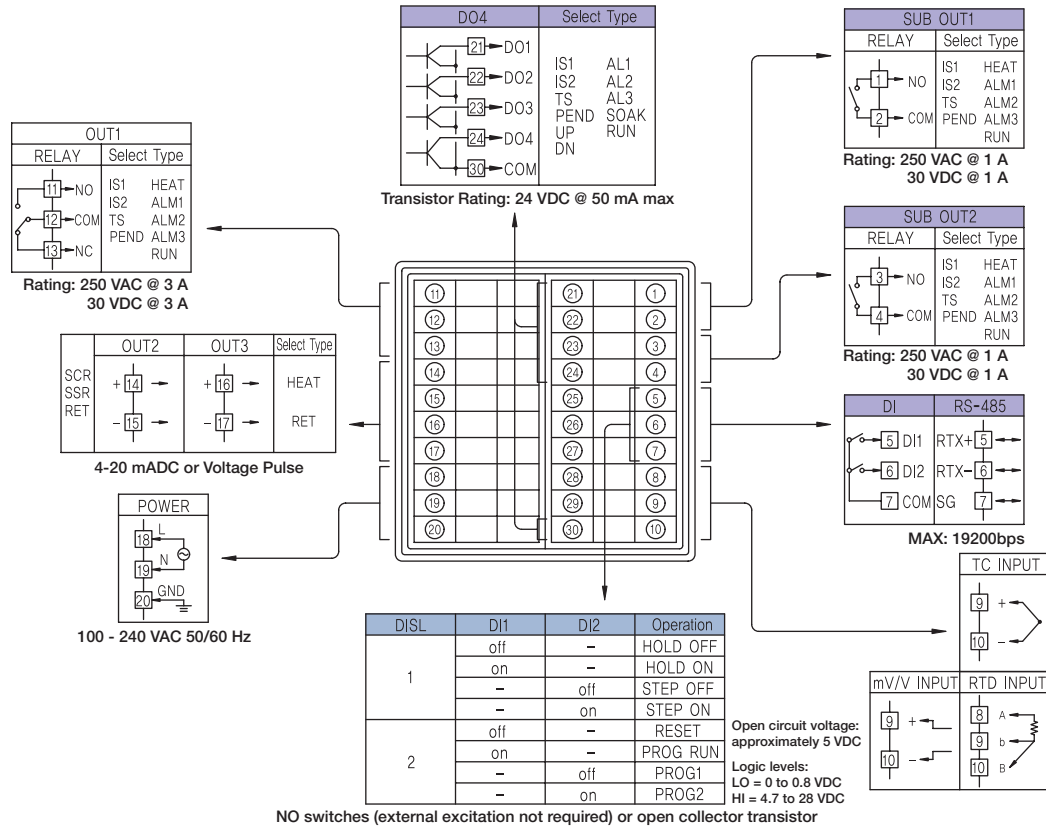 DO4 Select Type
21 DO1
22 DO2
23 DO3
24 DO4
30 COM
IS1 AL1
IS2 AL2
TS AL3
PEND SOAK
UP RUN
DN
Transistor Rating: 24 VDC @ 50 mA max
SUB OUT1
RELAY Select Type
1 NO
2 COM
IS1 HEAT
IS2 ALM1
TS ALM2
PEND ALM3
RUN
Rating: 250 VAC @ 1 A
30 VDC @ 1 A
OUT1
RELAY Select Type
11 NO
12 COM
13 NC
IS1 HEAT
IS2 ALM1
TS ALM2
PEND ALM3
RUN
Rating: 250 VAC @ 3 A
30 VDC @ 3 A
SUB OUT2
RELAY Select Type
3 NO
4 COM
IS1 HEAT
IS2 ALM1
TS ALM2
PEND ALM3
RUN
Rating: 250 VAC @ 1 A
30 VDC @ 1 A
11 21 1
12 22 2
13 23 3
14 24 4
15 25 5
16 26 6
17 27 7
18 28 8
19 29 9
20 30 10
OUT2 OUT3 Select Type
SCR
SSR
RET
+ 14 + 16 HEAT
- 15 - 17 RET
4-20 mADC or Voltage Pulse
DI RS-485
5 DI1 RTX+ 5
6 DI2 RTX- 6
7 COM SG 7
MAX: 19200bps
POWER
18 L
19 N
20 GND
100 - 240 VAC 50/60 Hz
TC INPUT
9 +
10 -
mV/V INPUT RTD INPUT
9 +
10 -
8 A
9 b
10 B
DISL DI1 DI2 Operation
1 off - HOLD OFF
on - HOLD ON
- off STEP OFF
- on STEP ON
2 off - RESET
on - PROG RUN
- off PROG1
- on PROG2
Open circuit voltage:
approximately 5 VDC
Logic levels:
LO = 0 to 0.8 VDC
HI = 4.7 to 28 VDC
NO switches (external excitation not required) or open collector transistor